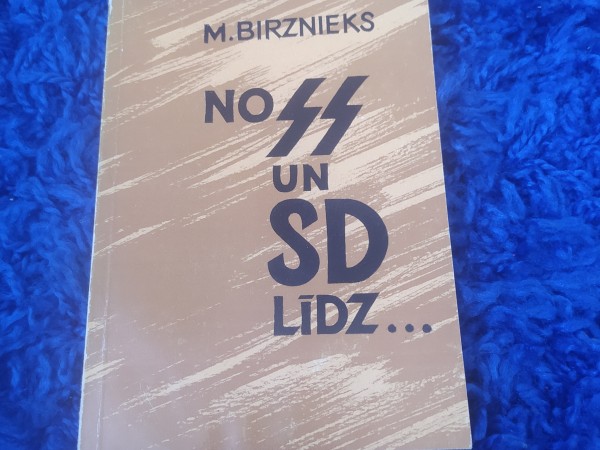 M.BIRZNIEKS
NO SS
UN
SD
LĪDZ...